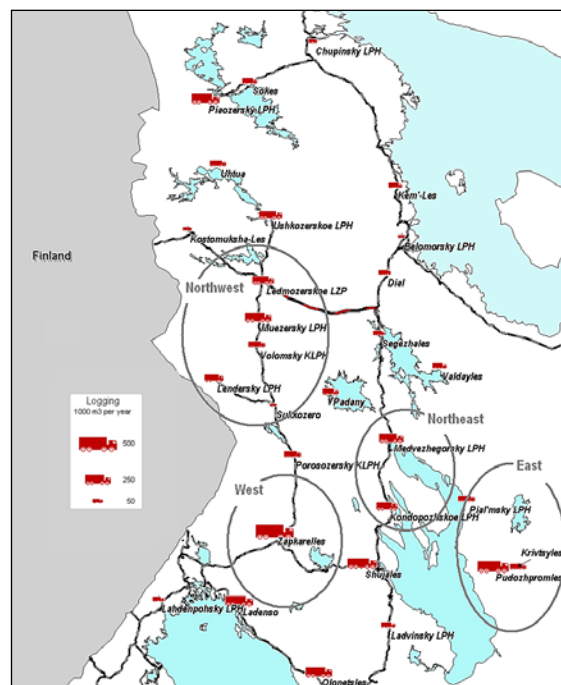 Chupinsky LPH
Sokes
Piaozersky LPH
Uhtua
Kem'-Les
Ushkozerskoe LPH
Kostomuksha-Les
Belomorsky LPH
Finland
Dial
Northwest
Ledmozerskoe LZP
Muezersky LPH
Segezhales
Volomsky KLPH
Valdayles
Lendersky LPH
Padany
Sukkozero
Northeast
Medvezhegorsky LPH
Logging
1000 m3 per year
500
250
50
Porosozersky KLPH
East
West
Pial'msky LPH
Kondopozhskoe LPH
Zapkarelles
Krivtsyles
Shujales
Pudozhpromles
Lahdenpohsky LPH
Ladenso
Ladvinsky LPH
Olonetsles